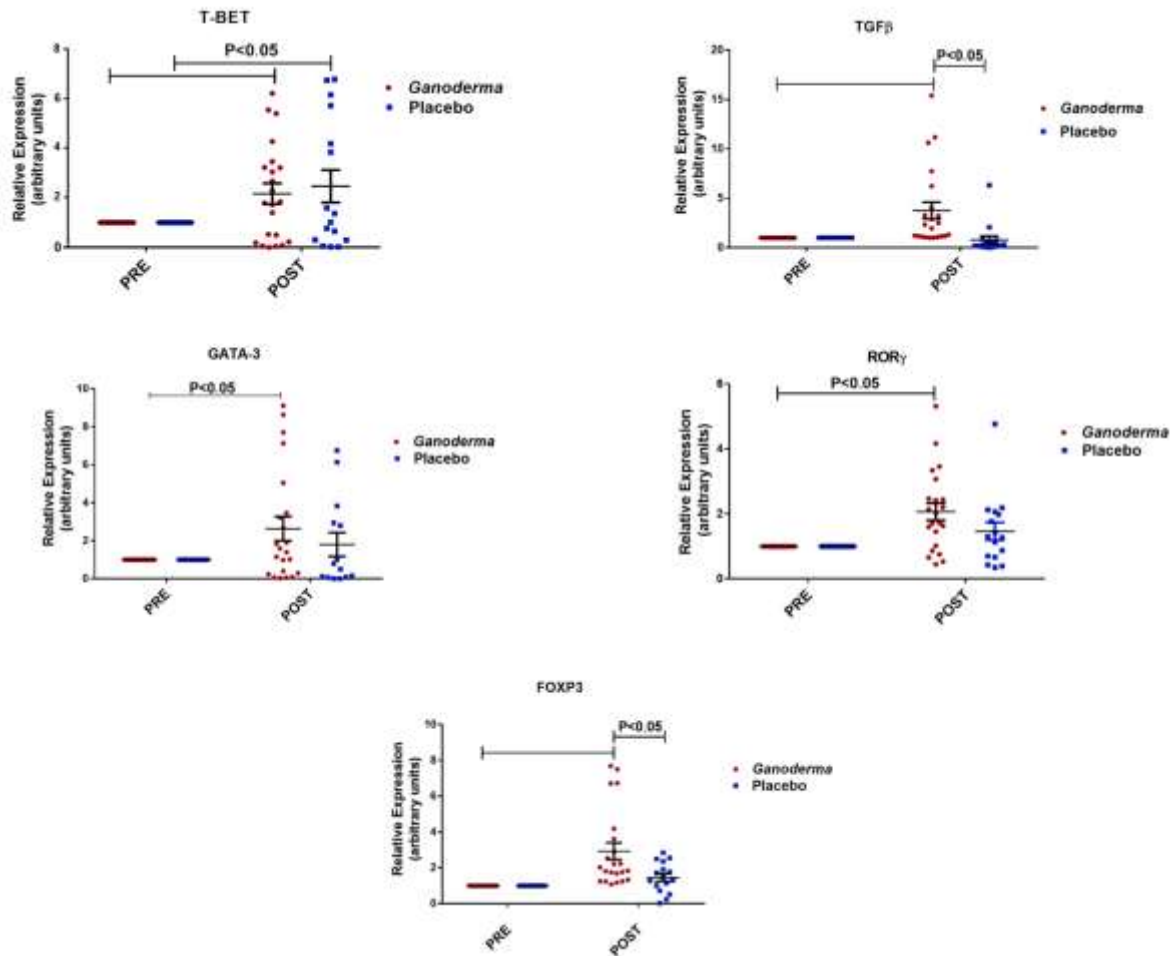 T-BET
P<0.05
8
6
4
2
0
Relative Expression
(arbitrary units)
PRE
POST
Ganoderma
Placebo
TGFβ
P<0.05
20
15
10
5
0
Relative Expression
(arbitrary units)
PRE
POST
Ganoderma
Placebo
GATA-3
P<0.05
10
8
6
4
2
0
Relative Expression
(arbitrary units)
PRE
POST
Ganoderma
Placebo
RORγ
P<0.05
6
4
2
0
Relative Expression
(arbitrary units)
PRE
POST
Ganoderma
Placebo
FOXP3
P<0.05
10
8
6
4
2
0
Relative Expression
(arbitrary units)
PRE
POST
Ganoderma
Placebo